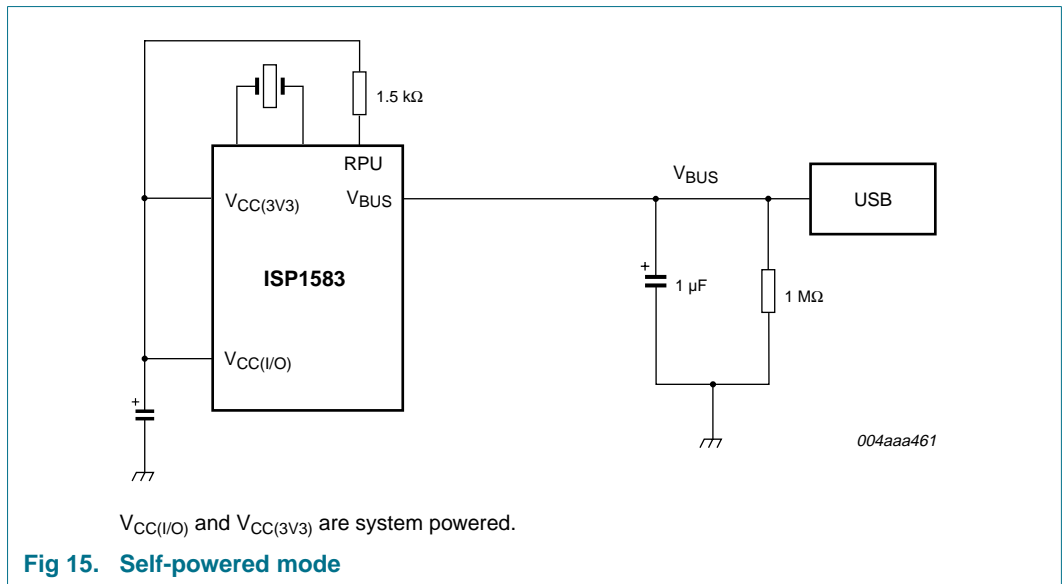 1.5 kΩ
RPU
VCC(3V3)
VBUS
VBUS
USB
ISP1583
+
1 µF
1 MΩ
VCC(I/O)
+
004aaa461
VCC(I/O) and VCC(3V3) are system powered.
Fig 15. Self-powered mode